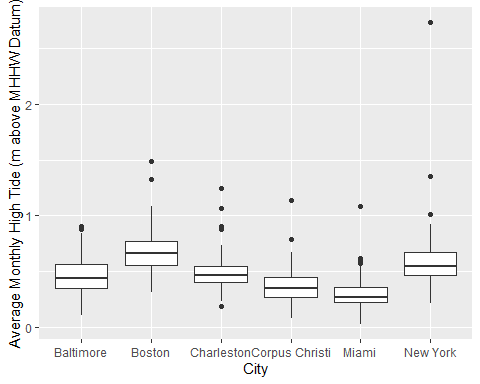 Average Monthly High Tide (m above MHHW Datum)
2
1
0
Baltimore
Boston
Charleston
Corpus Christi
Miami
New York
City